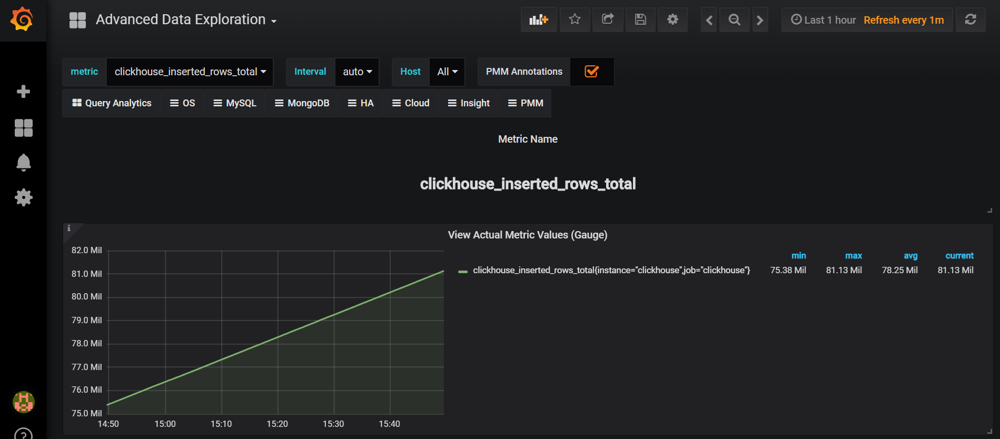 Advanced Data Exploration
Last 1 hour Refresh every 1m
metric clickhouse_inserted_rows_total Interval auto Host All PMM Annotations
Query Analytics OS MySQL MongoDB HA Cloud Insight PMM
Metric Name
clickhouse_inserted_rows_total
i
View Actual Metric Values (Gauge)
82.0 Mil
81.0 Mil
80.0 Mil
79.0 Mil
78.0 Mil
77.0 Mil
76.0 Mil
75.0 Mil
14:50 15:00 15:10 15:20 15:30 15:40
min max avg current
clickhouse_inserted_rows_total{instance="clickhouse",job="clickhouse"} 75.38 Mil 81.13 Mil 78.25 Mil 81.13 Mil
?